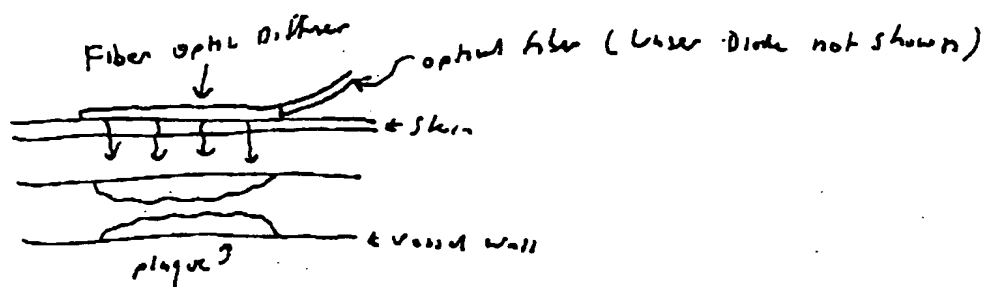 Fiber Optic Diffuser
optical fiber (Laser Diode not shown)
Skin
vessel wall
plaque